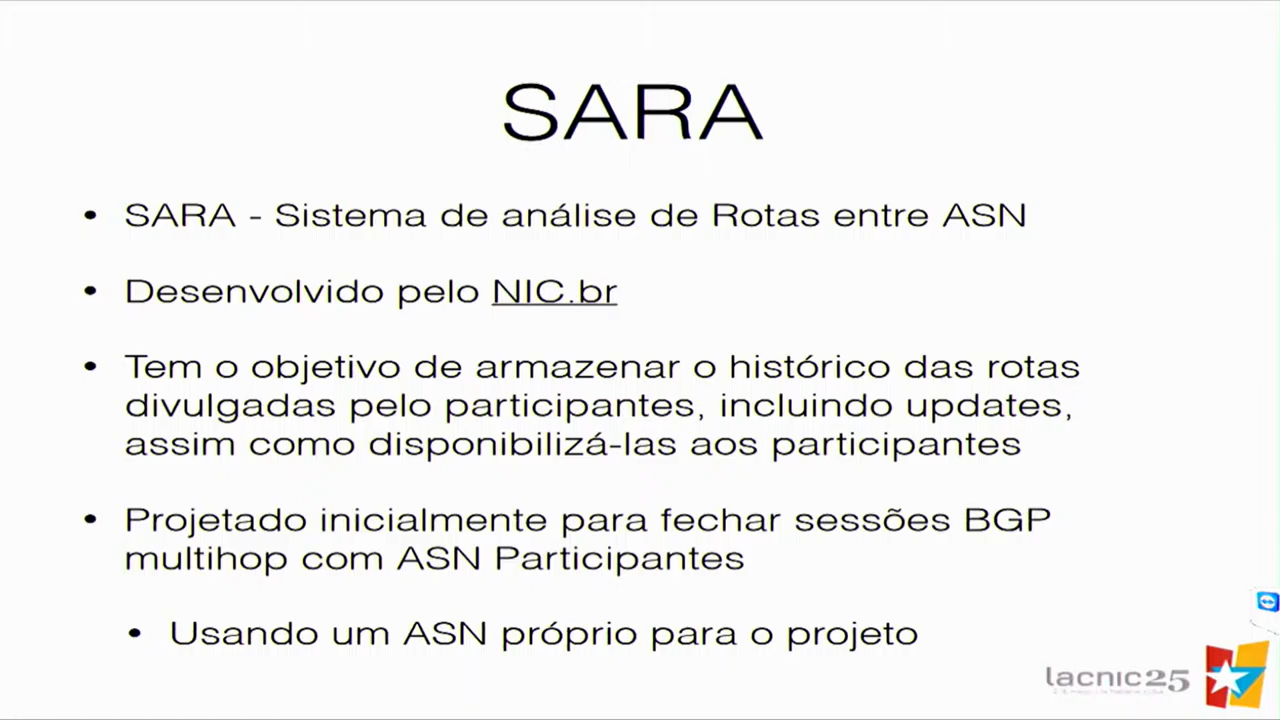 SARA
• SARA - Sistema de análise de Rotas entre ASN
• Desenvolvido pelo NIC.br
• Tem o objetivo de armazenar o histórico das rotas
divulgadas pelo participantes, incluindo updates,
assim como disponibilizá-las aos participantes
• Projetado inicialmente para fechar sessões BGP
multihop com ASN Participantes
• Usando um ASN próprio para o projeto
lacnic25